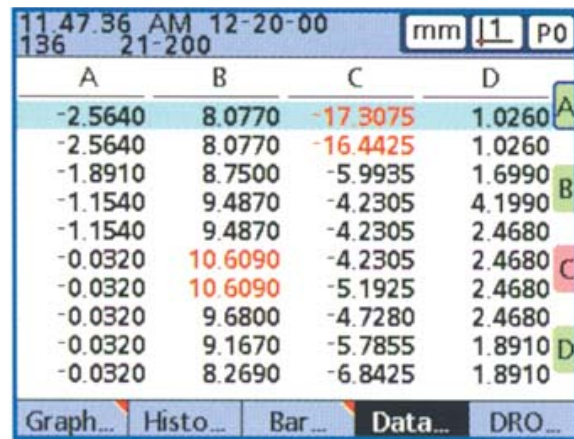 11.47.36 AM 12-20-00 mm 1 P0
136 21-200
A B C D
-2.5640 8.0770 -17.3075 1.0260 A
-2.5640 8.0770 -16.4425 1.0260
-1.8910 8.7500 -5.9935 1.6990 B
-1.1540 9.4870 -4.2305 4.1990
-1.1540 9.4870 -4.2305 2.4680
-0.0320 10.6090 -4.2305 2.4680 C
-0.0320 10.6090 -5.1925 2.4680
-0.0320 9.6800 -4.7280 2.4680
-0.0320 9.1670 -5.7855 1.8910 D
-0.0320 8.2690 -6.8425 1.8910
Graph... Histo... Bar... Data... DRO...